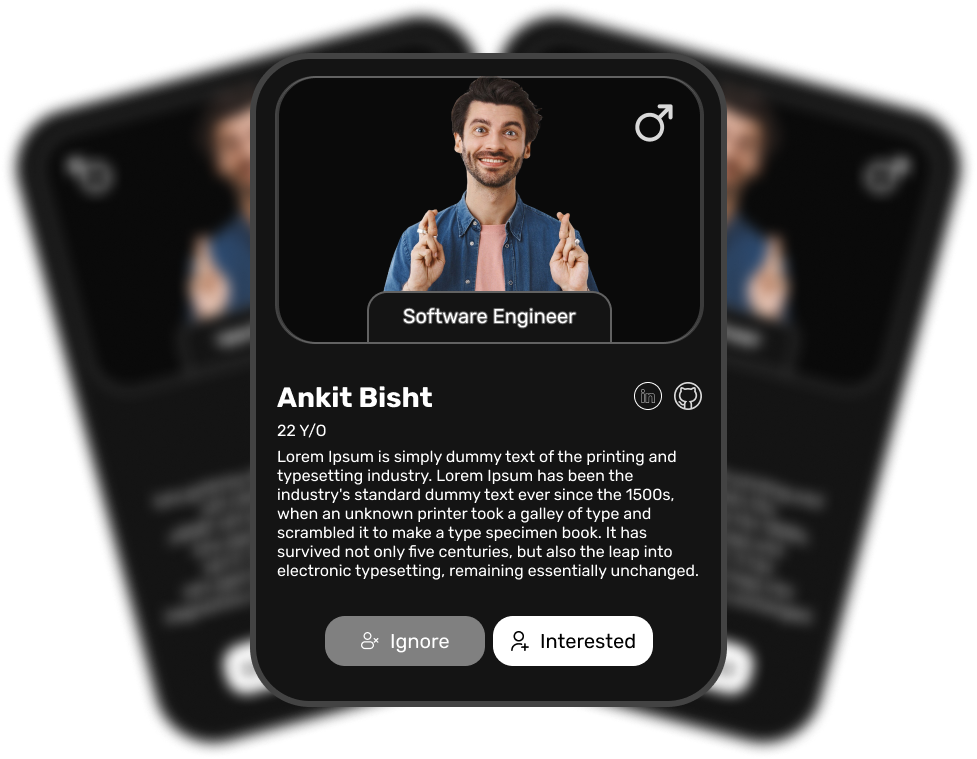 Software Engineer
Ankit Bisht
in
22 Y/O
Lorem Ipsum is simply dummy text of the printing and
typesetting industry. Lorem Ipsum has been the
industry's standard dummy text ever since the 1500s,
when an unknown printer took a galley of type and
scrambled it to make a type specimen book. It has
survived not only five centuries, but also the leap into
electronic typesetting, remaining essentially unchanged.
Ignore
Interested